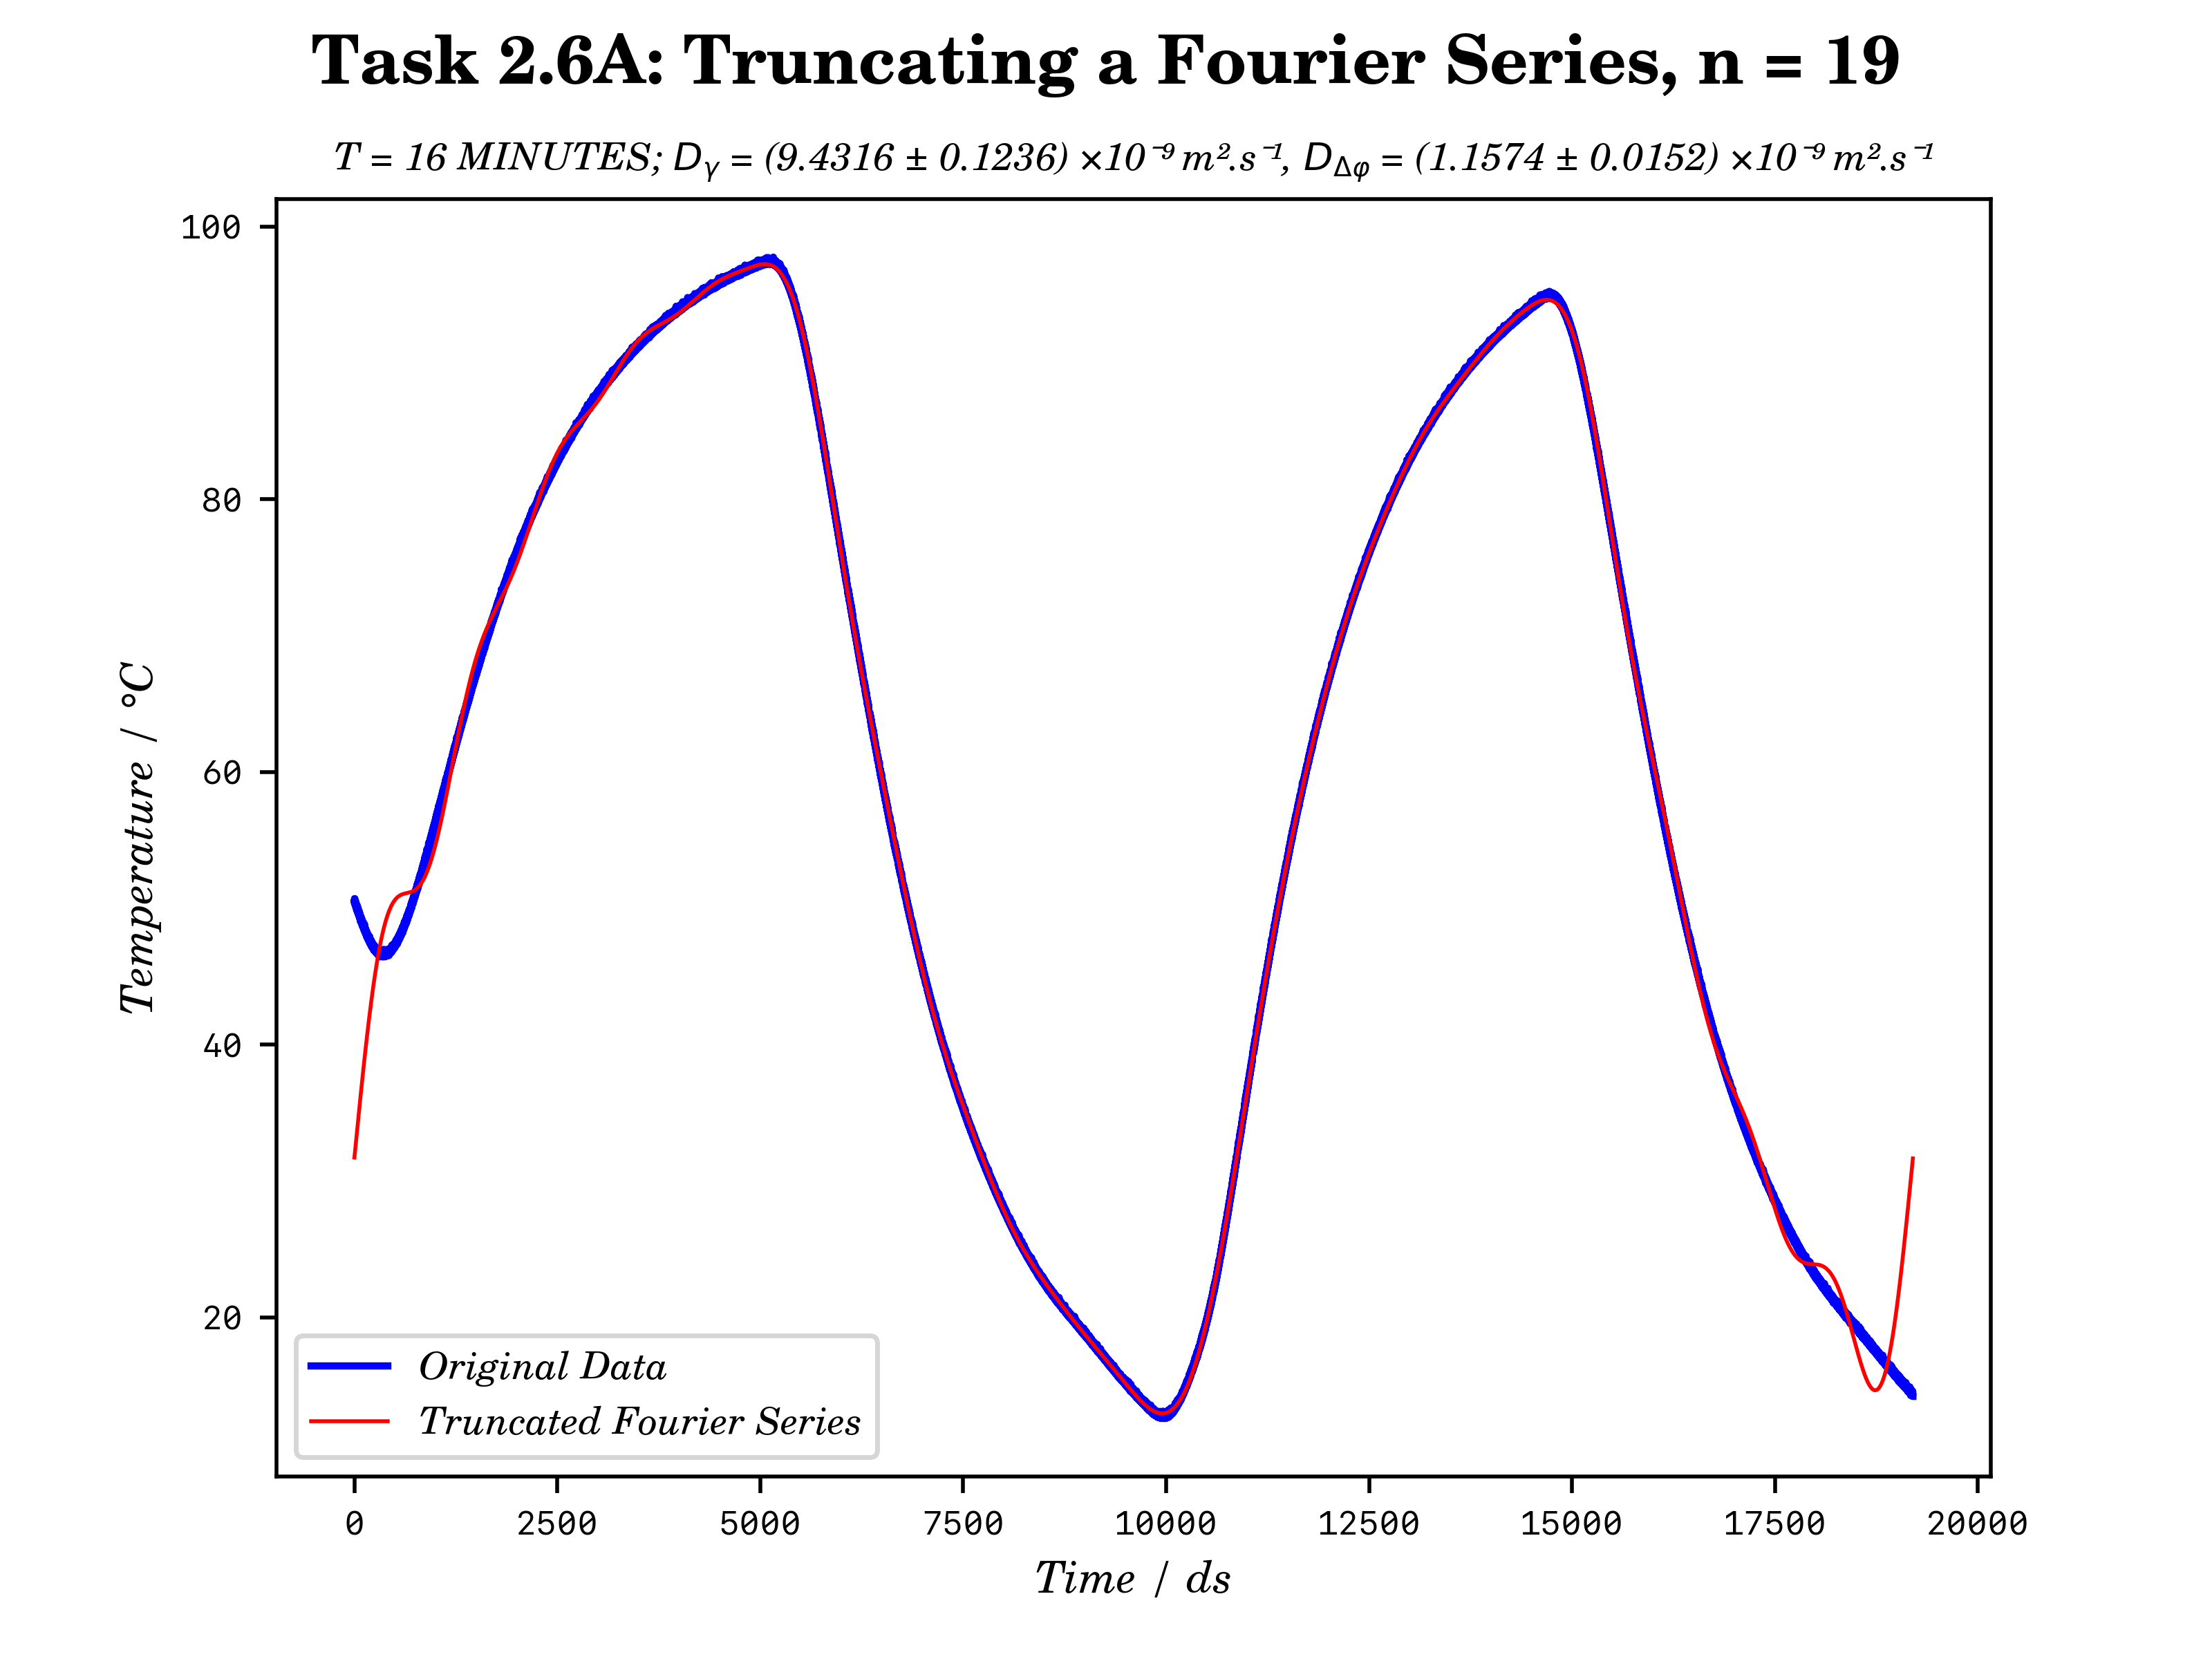 Task 2.6A: Truncating a Fourier Series, n = 19
T = 16 MINUTES; Dᵧ = (9.4316 ± 0.1236) ×10⁻⁹ m².s⁻¹, D_Δφ = (1.1574 ± 0.0152) ×10⁻⁹ m².s⁻¹
100
80
60
40
20
Temperature / °C
Original Data
Truncated Fourier Series
0 2500 5000 7500 10000 12500 15000 17500 20000
Time / ds